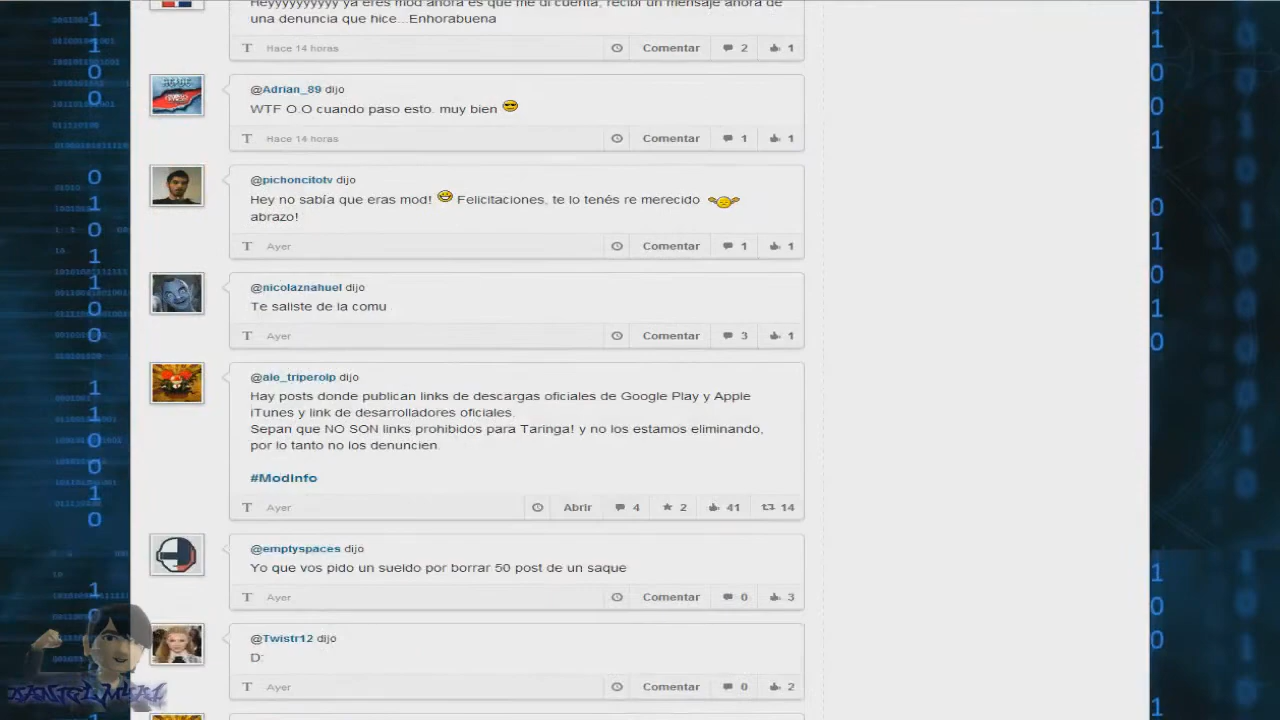 Heyyyyyyyyyy ya eres mod ahora es que me di cuenta, recibí un mensaje ahora de
una denuncia que hice...Enhorabuena
Hace 14 horas Comentar 2 1
@Adrian_89 dijo
WTF O.O cuando paso esto. muy bien
Hace 14 horas Comentar 1 1
@pichoncitotv dijo
Hey no sabía que eras mod! Felicitaciones, te lo tenés re merecido
abrazo!
Ayer Comentar 1 1
@nicolaznahuel dijo
Te saliste de la comu
Ayer Comentar 3 1
@ale_triperolp dijo
Hay posts donde publican links de descargas oficiales de Google Play y Apple
iTunes y link de desarrolladores oficiales.
Sepan que NO SON links prohibidos para Taringa! y no los estamos eliminando,
por lo tanto no los denuncien.
#ModInfo
Ayer Abrir 4 2 41 14
@emptyspaces dijo
Yo que vos pido un sueldo por borrar 50 post de un saque
Ayer Comentar 0 3
@Twistr12 dijo
D:
Ayer Comentar 0 2